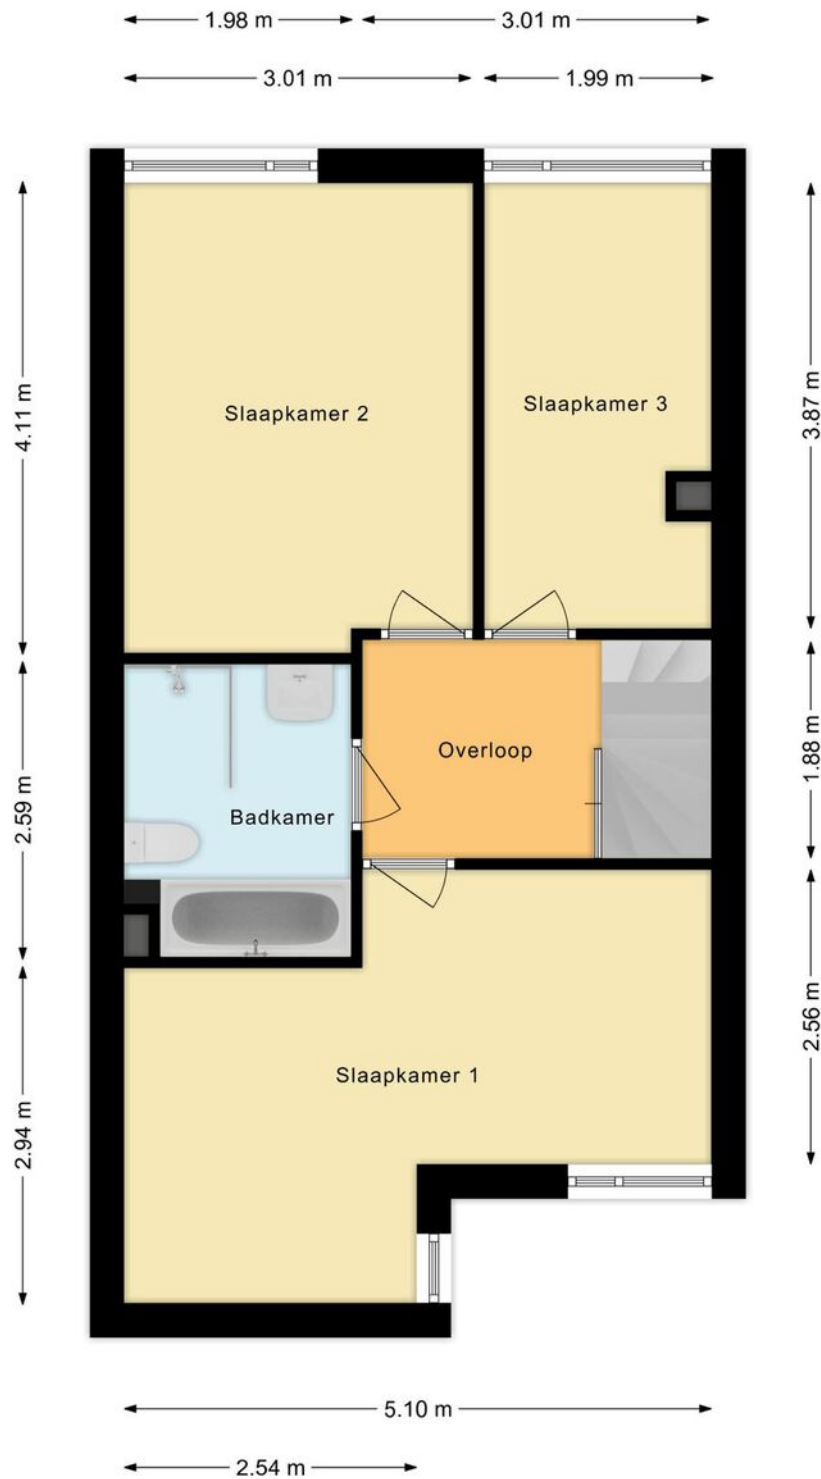 1.98 m
3.01 m
3.01 m
1.99 m
4.11 m
3.87 m
Slaapkamer 2
Slaapkamer 3
Overloop
1.88 m
2.59 m
Badkamer
2.56 m
Slaapkamer 1
2.94 m
5.10 m
2.54 m